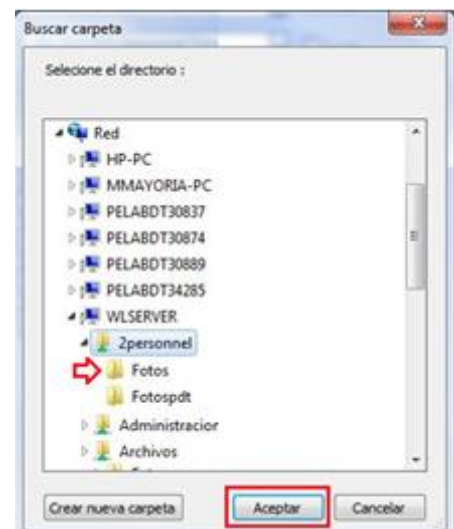 Buscar carpeta
Selecione el directorio :
Red
HP-PC
MMAYORIA-PC
PELABDT30837
PELABDT30874
PELABDT30889
PELABDT34285
WLSERVER
2personnel
Fotos
Fotospdt
Administracior
Archivos
Crear nueva carpeta Aceptar Cancelar